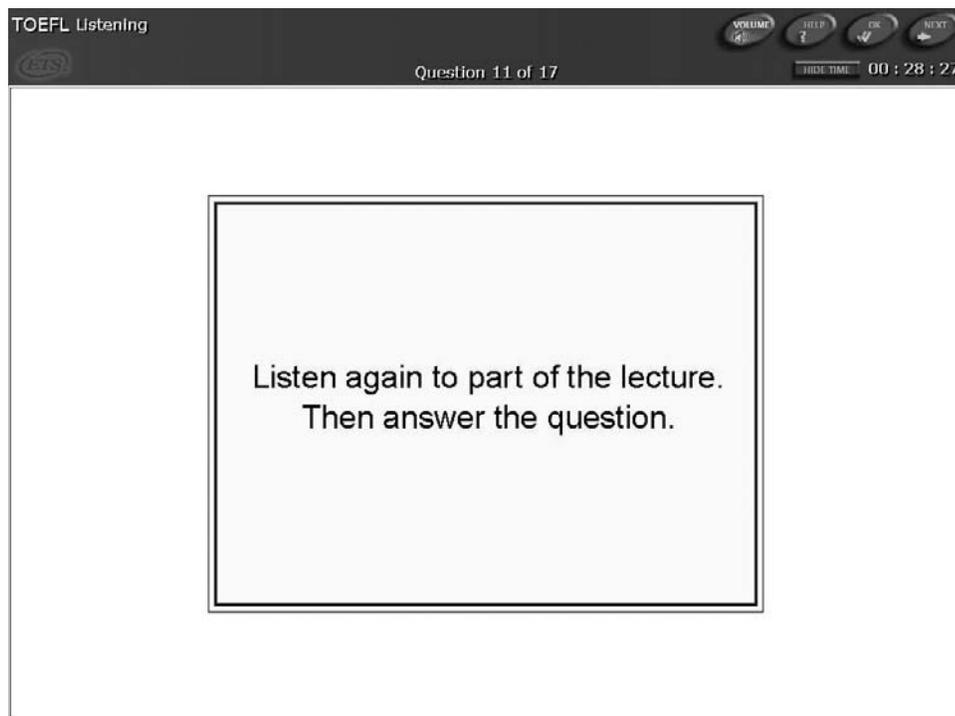 TOEFL Listening
VOLUME
HELP
?
OK
NEXT
ETS
Question 11 of 17
HIDE TIME
00 : 28 : 27
Listen again to part of the lecture.
Then answer the question.